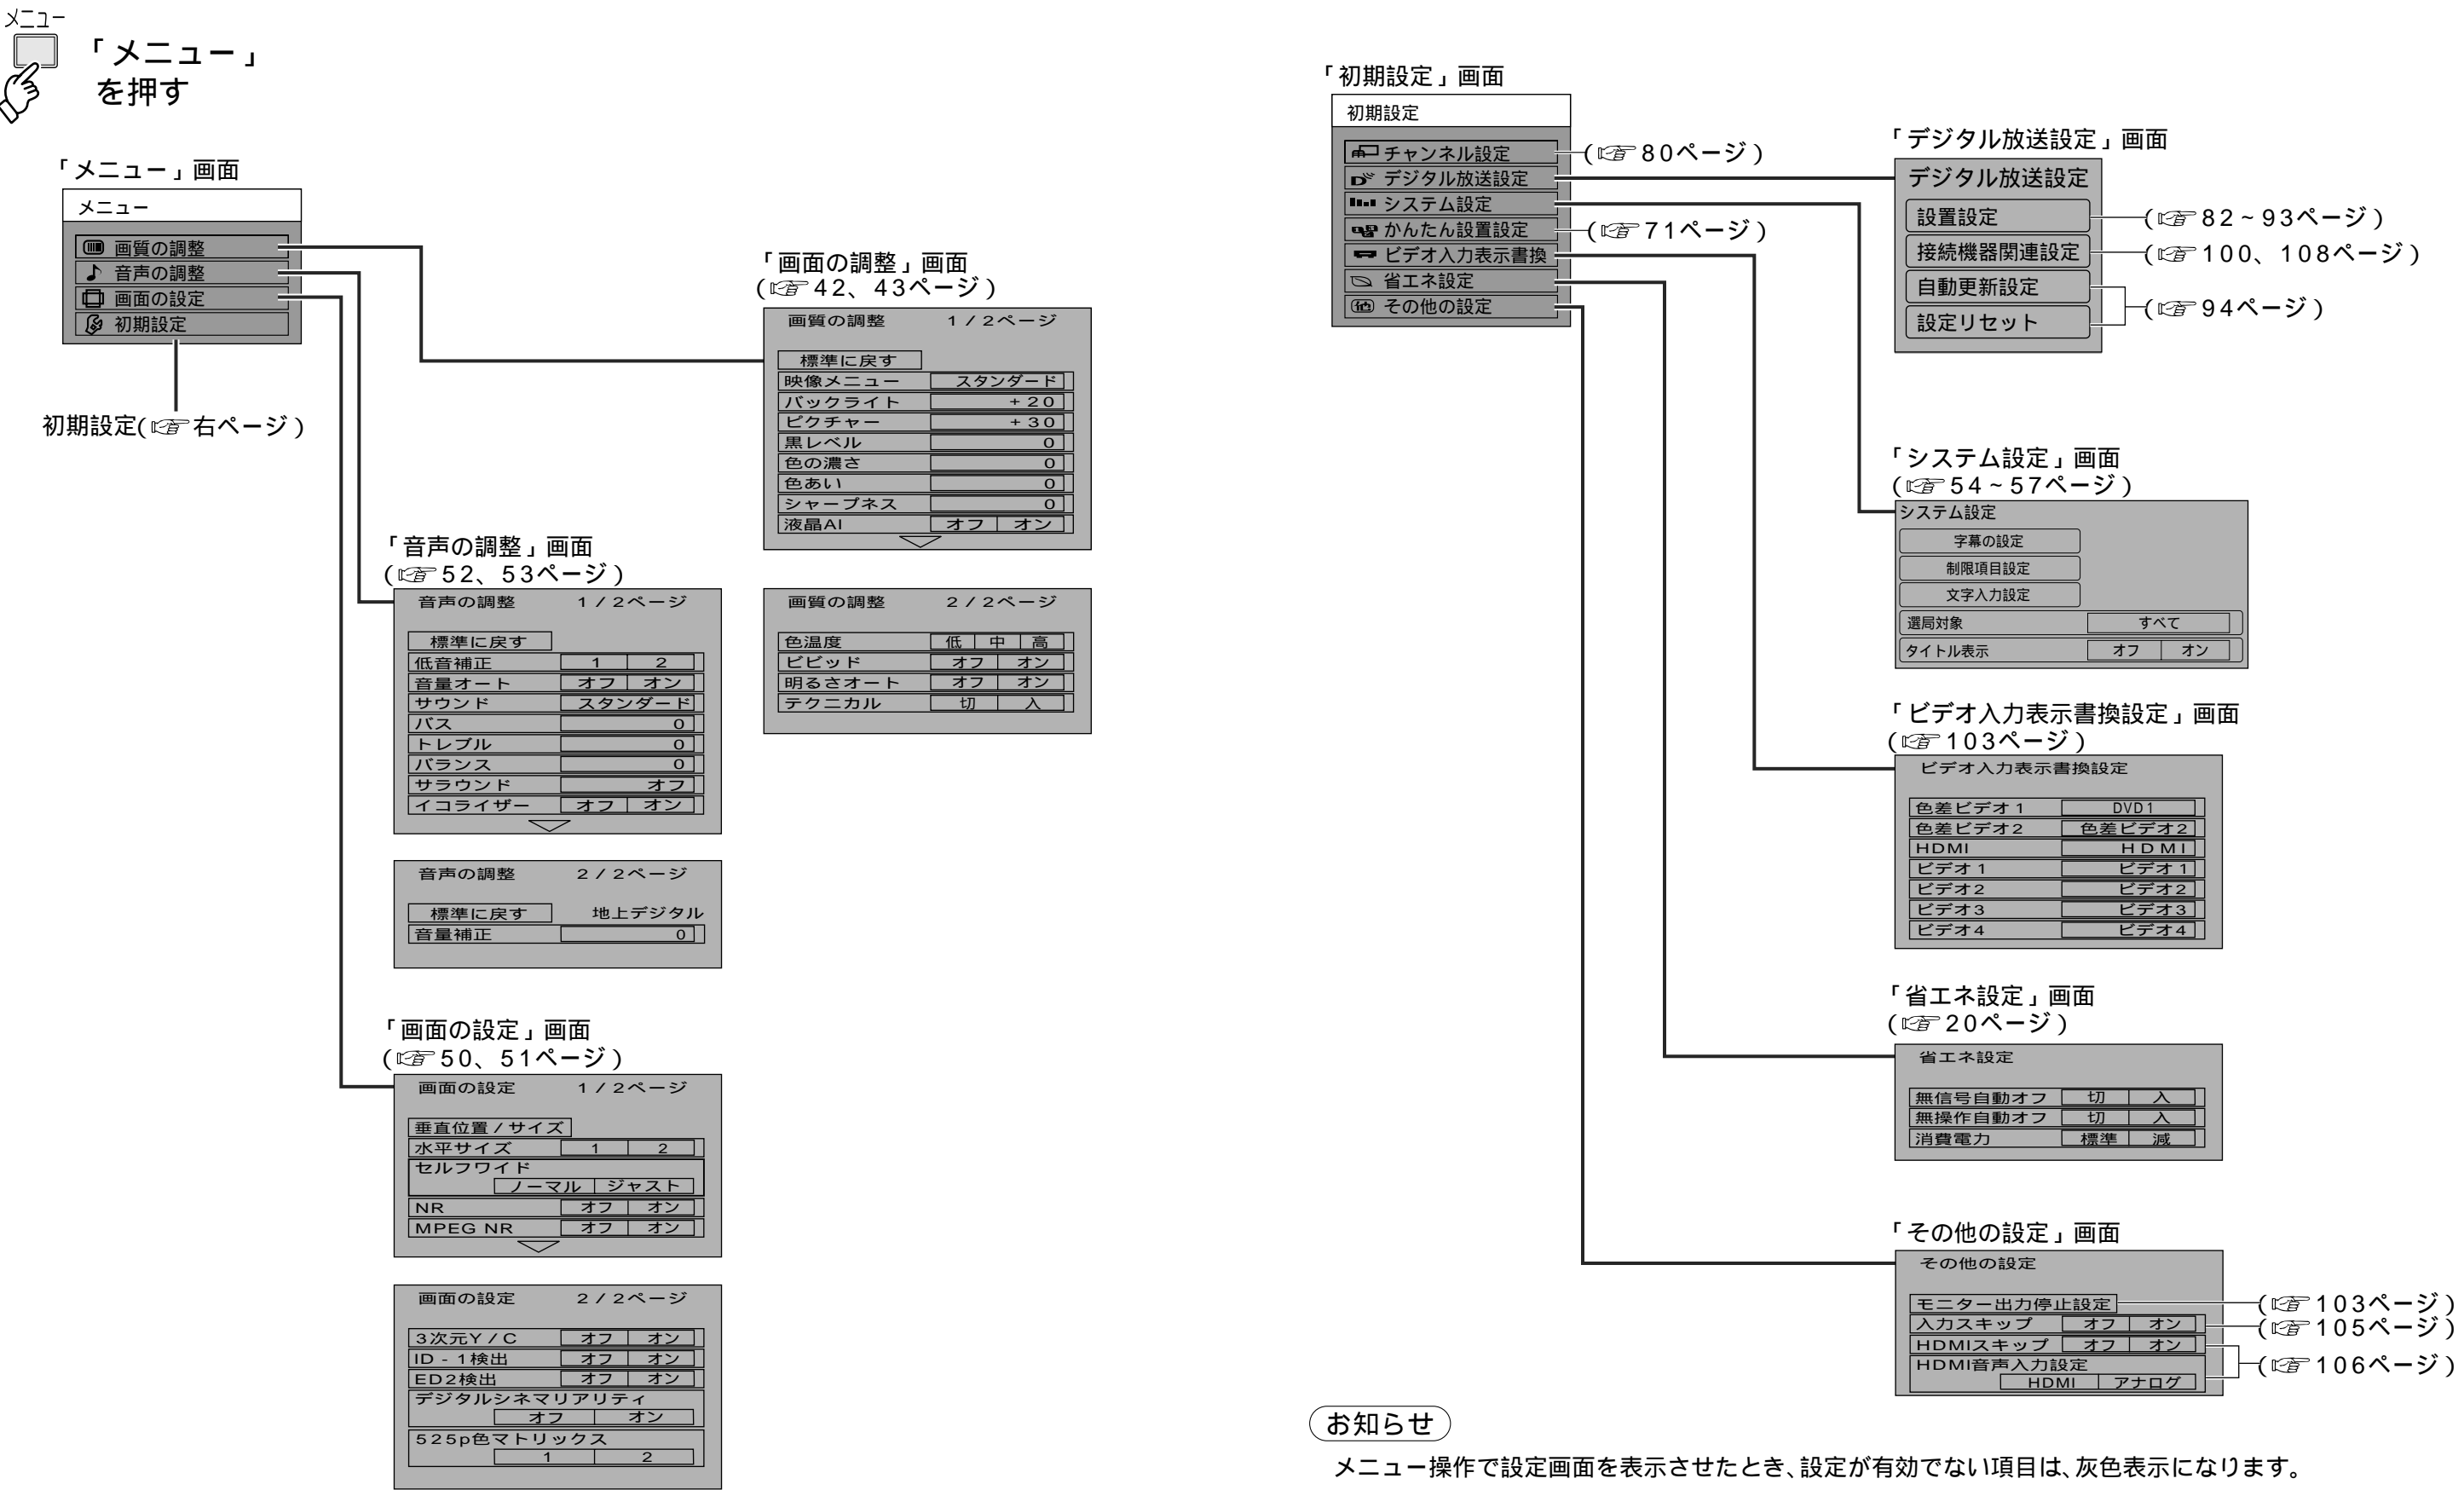 メニュー
「メニュー」
を押す
「メニュー」画面
メニュー
画質の調整
音声の調整
画面の設定
初期設定
初期設定(☞右ページ)
「画面の調整」画面
(☞42、43ページ)
画質の調整 1/2ページ
標準に戻す
映像メニュー スタンダード
バックライト +20
ピクチャー +30
黒レベル 0
色の濃さ 0
色あい 0
シャープネス 0
液晶AI オフ オン
画質の調整 2/2ページ
色温度 低 中 高
ビビッド オフ オン
明るさオート オフ オン
テクニカル 切 入
「音声の調整」画面
(☞52、53ページ)
音声の調整 1/2ページ
標準に戻す
低音補正 1 2
音量オート オフ オン
サウンド スタンダード
バス 0
トレブル 0
バランス 0
サラウンド オフ
イコライザー オフ オン
音声の調整 2/2ページ
標準に戻す 地上デジタル
音量補正 0
「画面の設定」画面
(☞50、51ページ)
画面の設定 1/2ページ
垂直位置/サイズ
水平サイズ 1 2
セルフワイド
ノーマル ジャスト
NR オフ オン
MPEG NR オフ オン
画面の設定 2/2ページ
3次元Y/C オフ オン
ID-1検出 オフ オン
ED2検出 オフ オン
デジタルシネマリアリティ
オフ オン
525p色マトリックス
1 2
「初期設定」画面
初期設定
チャンネル設定 (☞80ページ)
デジタル放送設定
システム設定
かんたん設置設定 (☞71ページ)
ビデオ入力表示書換
省エネ設定
その他の設定
「デジタル放送設定」画面
デジタル放送設定
設置設定 (☞82~93ページ)
接続機器関連設定 (☞100、108ページ)
自動更新設定
(☞94ページ)
設定リセット
「システム設定」画面
(☞54~57ページ)
システム設定
字幕の設定
制限項目設定
文字入力設定
選局対象 すべて
タイトル表示 オフ オン
「ビデオ入力表示書換設定」画面
(☞103ページ)
ビデオ入力表示書換設定
色差ビデオ1 DVD1
色差ビデオ2 色差ビデオ2
HDMI HDMI
ビデオ1 ビデオ1
ビデオ2 ビデオ2
ビデオ3 ビデオ3
ビデオ4 ビデオ4
「省エネ設定」画面
(☞20ページ)
省エネ設定
無信号自動オフ 切 入
無操作自動オフ 切 入
消費電力 標準 減
「その他の設定」画面
その他の設定
モニター出力停止設定 (☞103ページ)
入力スキップ オフ オン (☞105ページ)
HDMIスキップ オフ オン
HDMI音声入力設定 (☞106ページ)
HDMI アナログ
お知らせ
メニュー操作で設定画面を表示させたとき、設定が有効でない項目は、灰色表示になります。